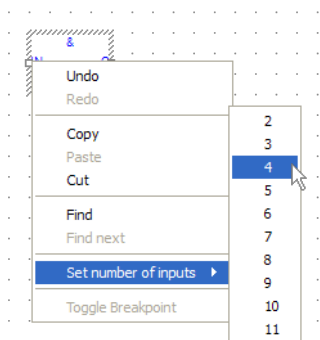 &
Undo
Redo
Copy
Paste
Cut
Find
Find next
Set number of inputs
Toggle Breakpoint
2
3
4
5
6
7
8
9
10
11